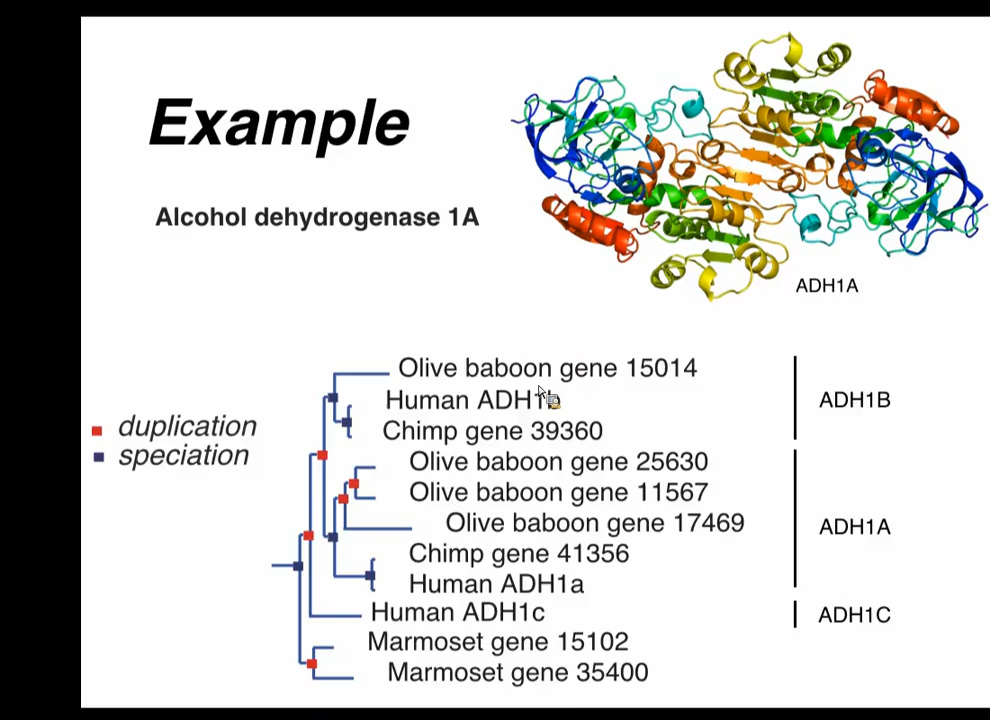 Example
Alcohol dehydrogenase 1A
ADH1A
Olive baboon gene 15014
Human ADH1b
Chimp gene 39360
ADH1B
duplication
speciation
Olive baboon gene 25630
Olive baboon gene 11567
Olive baboon gene 17469
Chimp gene 41356
Human ADH1a
ADH1A
Human ADH1c
ADH1C
Marmoset gene 15102
Marmoset gene 35400